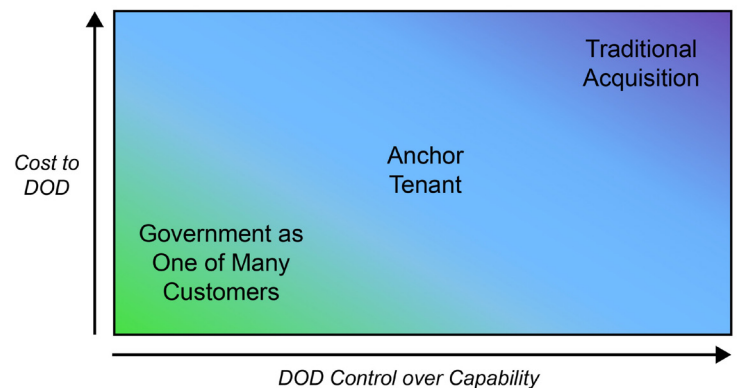 Traditional
Acquisition
Cost to
DOD
Anchor
Tenant
Government as
One of Many
Customers
DOD Control over Capability